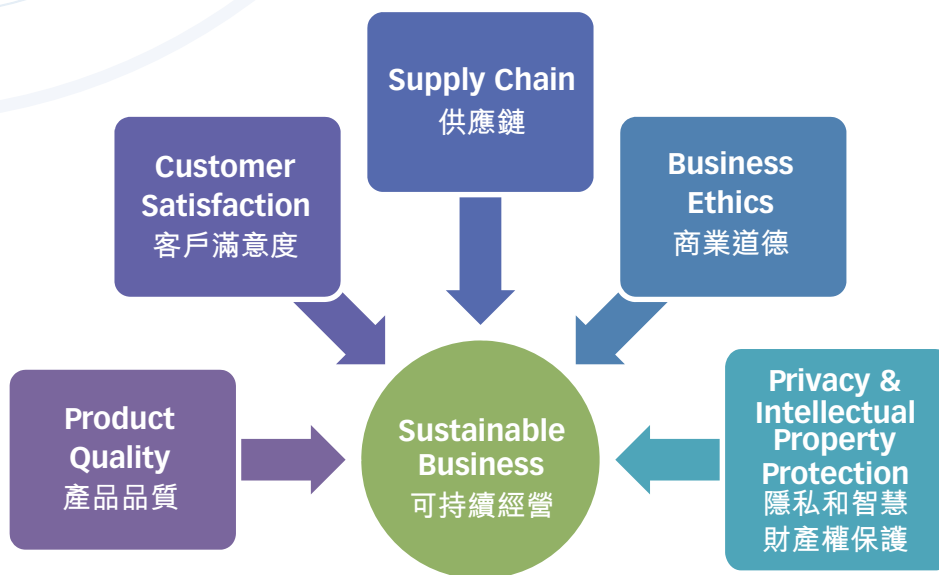 Supply Chain
供應鏈
Customer
Satisfaction
客戶滿意度
Business
Ethics
商業道德
Product
Quality
產品品質
Sustainable
Business
可持續經營
Privacy &
Intellectual
Property
Protection
隱私和智慧
財產權保護